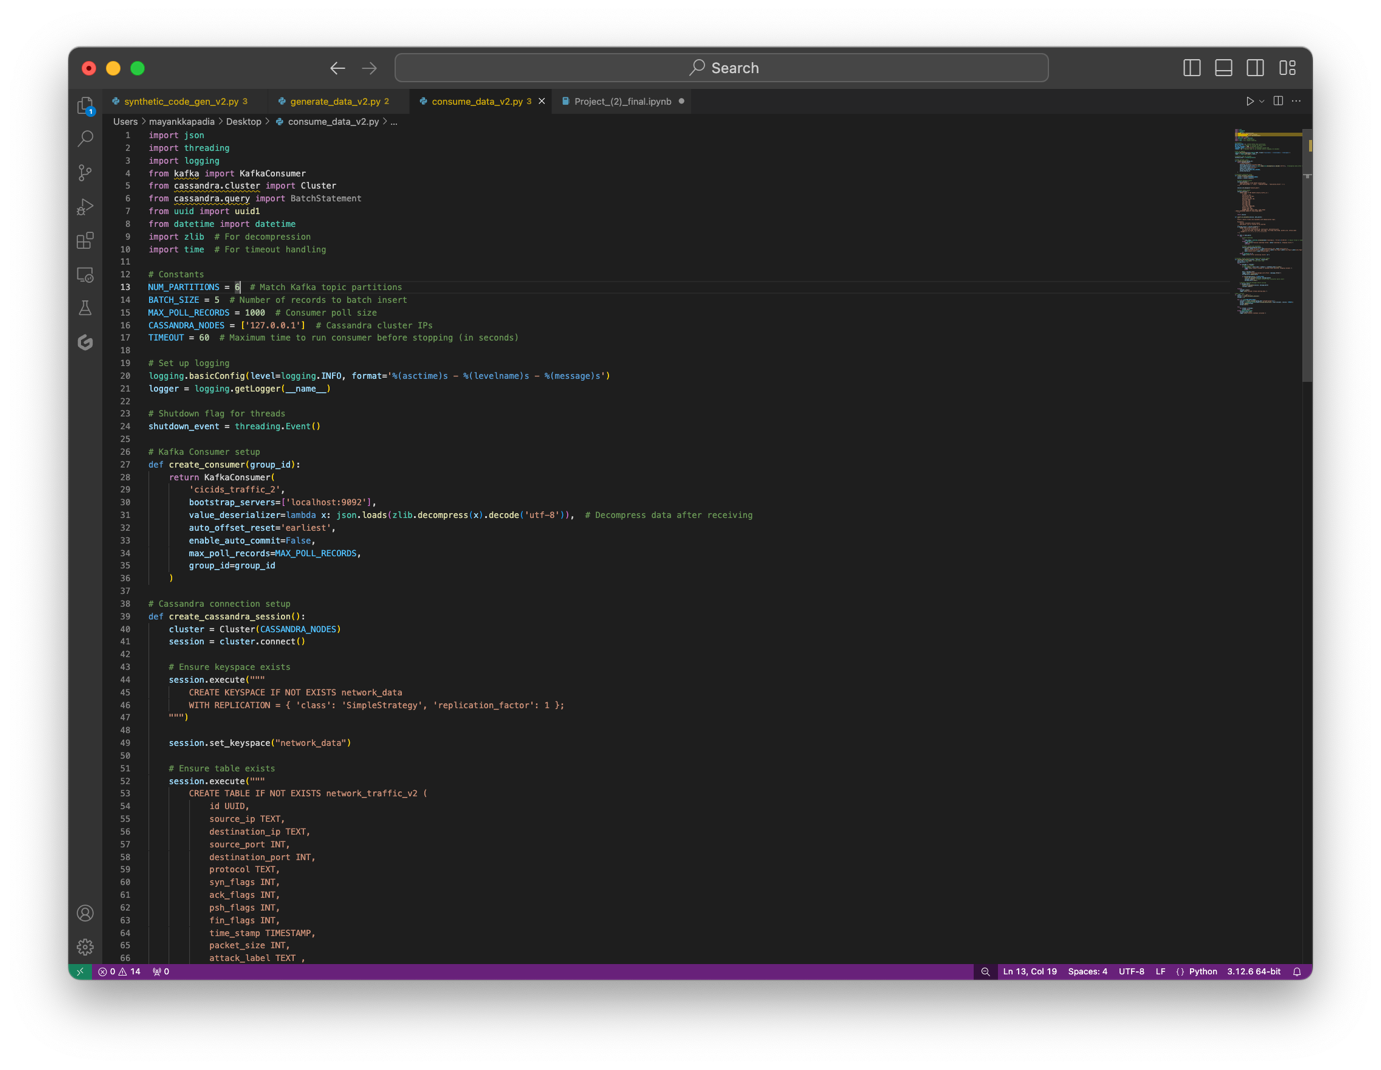 Search
synthetic_code_gen_v2.py 3
generate_data_v2.py 2
consume_data_v2.py 3
Project_(2)_final.ipynb
1
Users > mayankkapadia > Desktop > consume_data_v2.py > ...
1 import json
2 import threading
3 import logging
4 from kafka import KafkaConsumer
5 from cassandra.cluster import Cluster
6 from cassandra.query import BatchStatement
7 from uuid import uuid1
8 from datetime import datetime
9 import zlib  # For decompression
10 import time  # For timeout handling
11
12 # Constants
13 NUM_PARTITIONS = 6  # Match Kafka topic partitions
14 BATCH_SIZE = 5  # Number of records to batch insert
15 MAX_POLL_RECORDS = 1000  # Consumer poll size
16 CASSANDRA_NODES = ['127.0.0.1']  # Cassandra cluster IPs
17 TIMEOUT = 60  # Maximum time to run consumer before stopping (in seconds)
18
19 # Set up logging
20 logging.basicConfig(level=logging.INFO, format='%(asctime)s - %(levelname)s - %(message)s')
21 logger = logging.getLogger(__name__)
22
23 # Shutdown flag for threads
24 shutdown_event = threading.Event()
25
26 # Kafka Consumer setup
27 def create_consumer(group_id):
28     return KafkaConsumer(
29         'cicids_traffic_2',
30         bootstrap_servers=['localhost:9092'],
31         value_deserializer=lambda x: json.loads(zlib.decompress(x).decode('utf-8')),  # Decompress data after receiving
32         auto_offset_reset='earliest',
33         enable_auto_commit=False,
34         max_poll_records=MAX_POLL_RECORDS,
35         group_id=group_id
36     )
37
38 # Cassandra connection setup
39 def create_cassandra_session():
40     cluster = Cluster(CASSANDRA_NODES)
41     session = cluster.connect()
42
43     # Ensure keyspace exists
44     session.execute("""
45         CREATE KEYSPACE IF NOT EXISTS network_data
46         WITH REPLICATION = { 'class': 'SimpleStrategy', 'replication_factor': 1 };
47     """)
48
49     session.set_keyspace("network_data")
50
51     # Ensure table exists
52     session.execute("""
53         CREATE TABLE IF NOT EXISTS network_traffic_v2 (
54             id UUID,
55             source_ip TEXT,
56             destination_ip TEXT,
57             source_port INT,
58             destination_port INT,
59             protocol TEXT,
60             syn_flags INT,
61             ack_flags INT,
62             psh_flags INT,
63             fin_flags INT,
64             time_stamp TIMESTAMP,
65             packet_size INT,
66             attack_label TEXT ,
0 14 0 Ln 13, Col 19 Spaces: 4 UTF-8 LF {} Python 3.12.6 64-bit